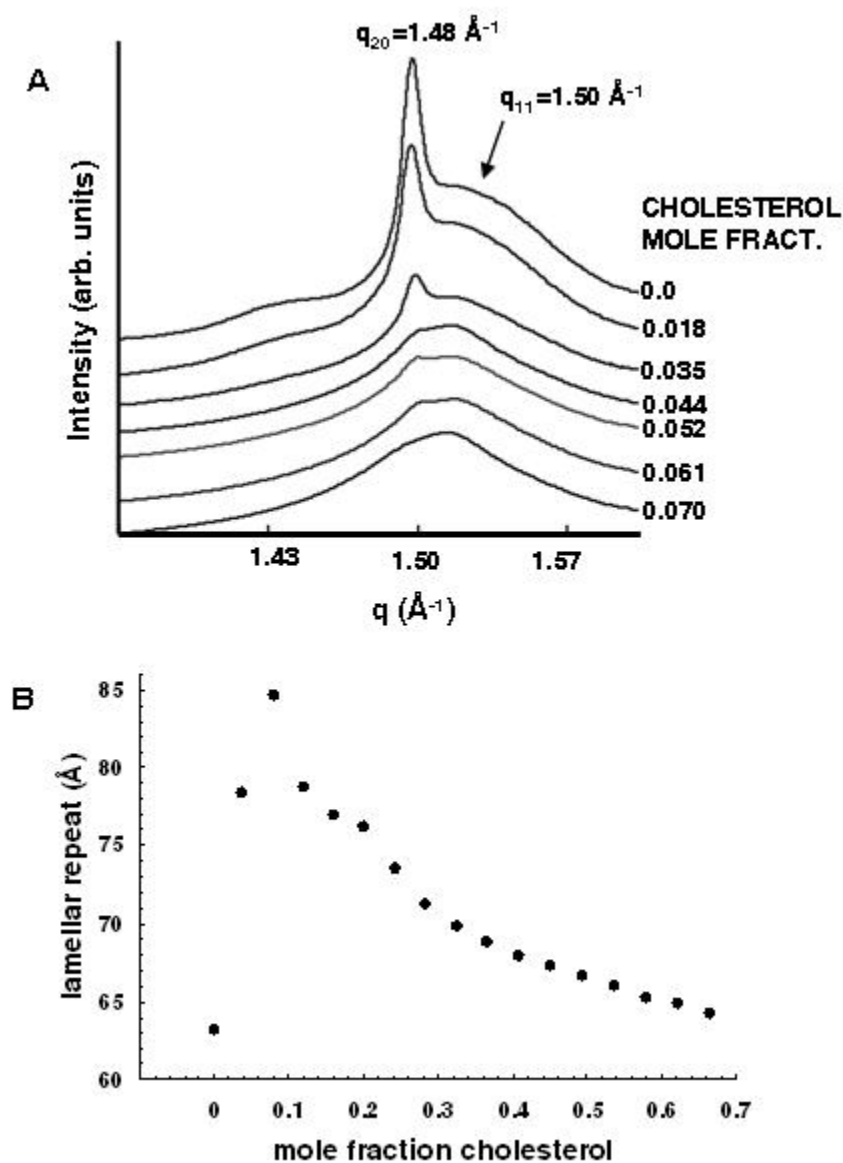 A
q20=1.48 Å-1
q11=1.50 Å-1
Intensity (arb. units)
CHOLESTEROL
MOLE FRACT.
0.0
0.018
0.035
0.044
0.052
0.061
0.070
1.43 1.50 1.57
q (Å-1)
B
lamellar repeat (Å)
85
80
75
70
65
60
0 0.1 0.2 0.3 0.4 0.5 0.6 0.7
mole fraction cholesterol